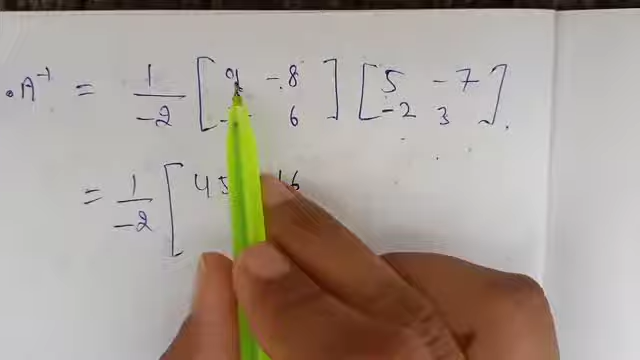 .A⁻¹ = 1/-2 [9 -8; - 6] [5 -7; -2 3].
= 1/-2 [45 16